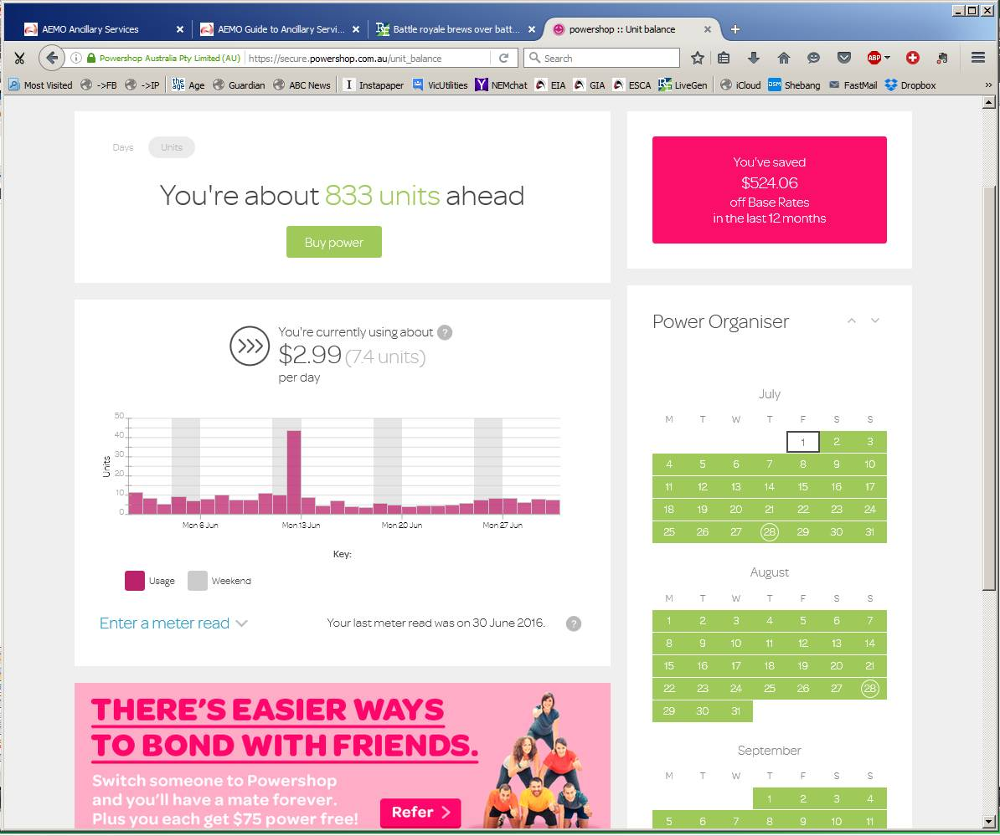 AEMO Ancillary Services
AEMO Guide to Ancillary Servi...
Battle royale brews over batt...
powershop :: Unit balance
Powershop Australia Pty Limited (AU)
https://secure.powershop.com.au/unit_balance
Search
ABP
Most Visited
->FB
->IP
the age
Age
Guardian
ABC News
I
Instapaper
VicUtilities
Y
NEMchat
EIA
GIA
ESCA
LiveGen
iCloud
DSM
Shebang
FastMail
Dropbox
»
Days
Units
You're about 833 units ahead
Buy power
You're currently using about ?
$2.99 (7.4 units)
per day
50
40
30
20
10
0
Units
Mon 6 Jun
Mon 13 Jun
Mon 20 Jun
Mon 27 Jun
Key:
Usage
Weekend
Enter a meter read
Your last meter read was on 30 June 2016. ?
THERE'S EASIER WAYS
TO BOND WITH FRIENDS.
Switch someone to Powershop
and you'll have a mate forever.
Plus you each get $75 power free!
Refer >
You've saved
$524.06
off Base Rates
in the last 12 months
Power Organiser
July
M T W T F S S
1 2 3
4 5 6 7 8 9 10
11 12 13 14 15 16 17
18 19 20 21 22 23 24
25 26 27 28 29 30 31
August
M T W T F S S
1 2 3 4 5 6 7
8 9 10 11 12 13 14
15 16 17 18 19 20 21
22 23 24 25 26 27 28
29 30 31
September
M T W T F S S
1 2 3 4
5 6 7 8 9 10 11